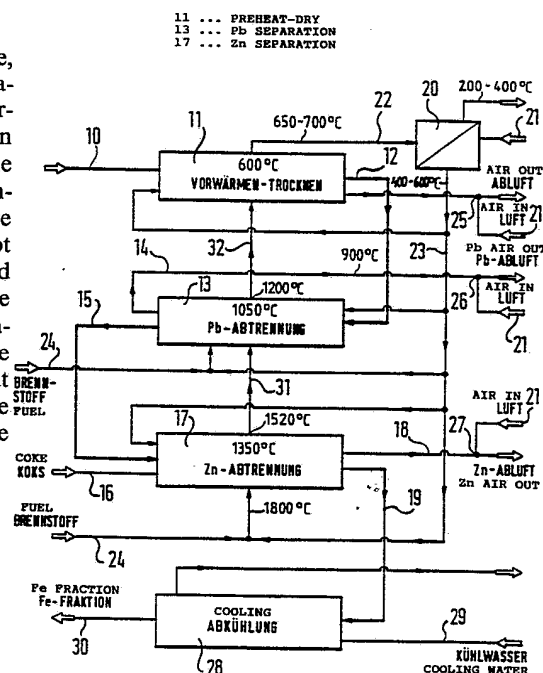 11 ... PREHEAT-DRY
13 ... Pb SEPARATION
17 ... Zn SEPARATION
e,
a-
r-
n
e
n-
e
ot
d
e
a-
e
at
e
e
200-400°C
20
22
21
650-700°C
11
10
12
600°C
VORWÄRMEN-TROCKNEN
400-600°C
AIR OUT
ABLUFT
25
AIR IN
LUFT
21
32
23
Pb AIR OUT
Pb-ABLUFT
14
900°C
13
1200°C
26
AIR IN
LUFT
15
1050°C
Pb-ABTRENNUNG
21
24
BRENN-
STOFF
FUEL
31
AIR IN
LUFT
21
17
1520°C
18
27
1350°C
Zn-ABTRENNUNG
Zn-ABLUFT
Zn AIR OUT
COKE
KOKS
16
19
FUEL
BRENNSTOFF
1800°C
24
Fe FRACTION
Fe-FRAKTION
COOLING
ABKÜHLUNG
29
30
28
KÜHLWASSER
COOLING WATER